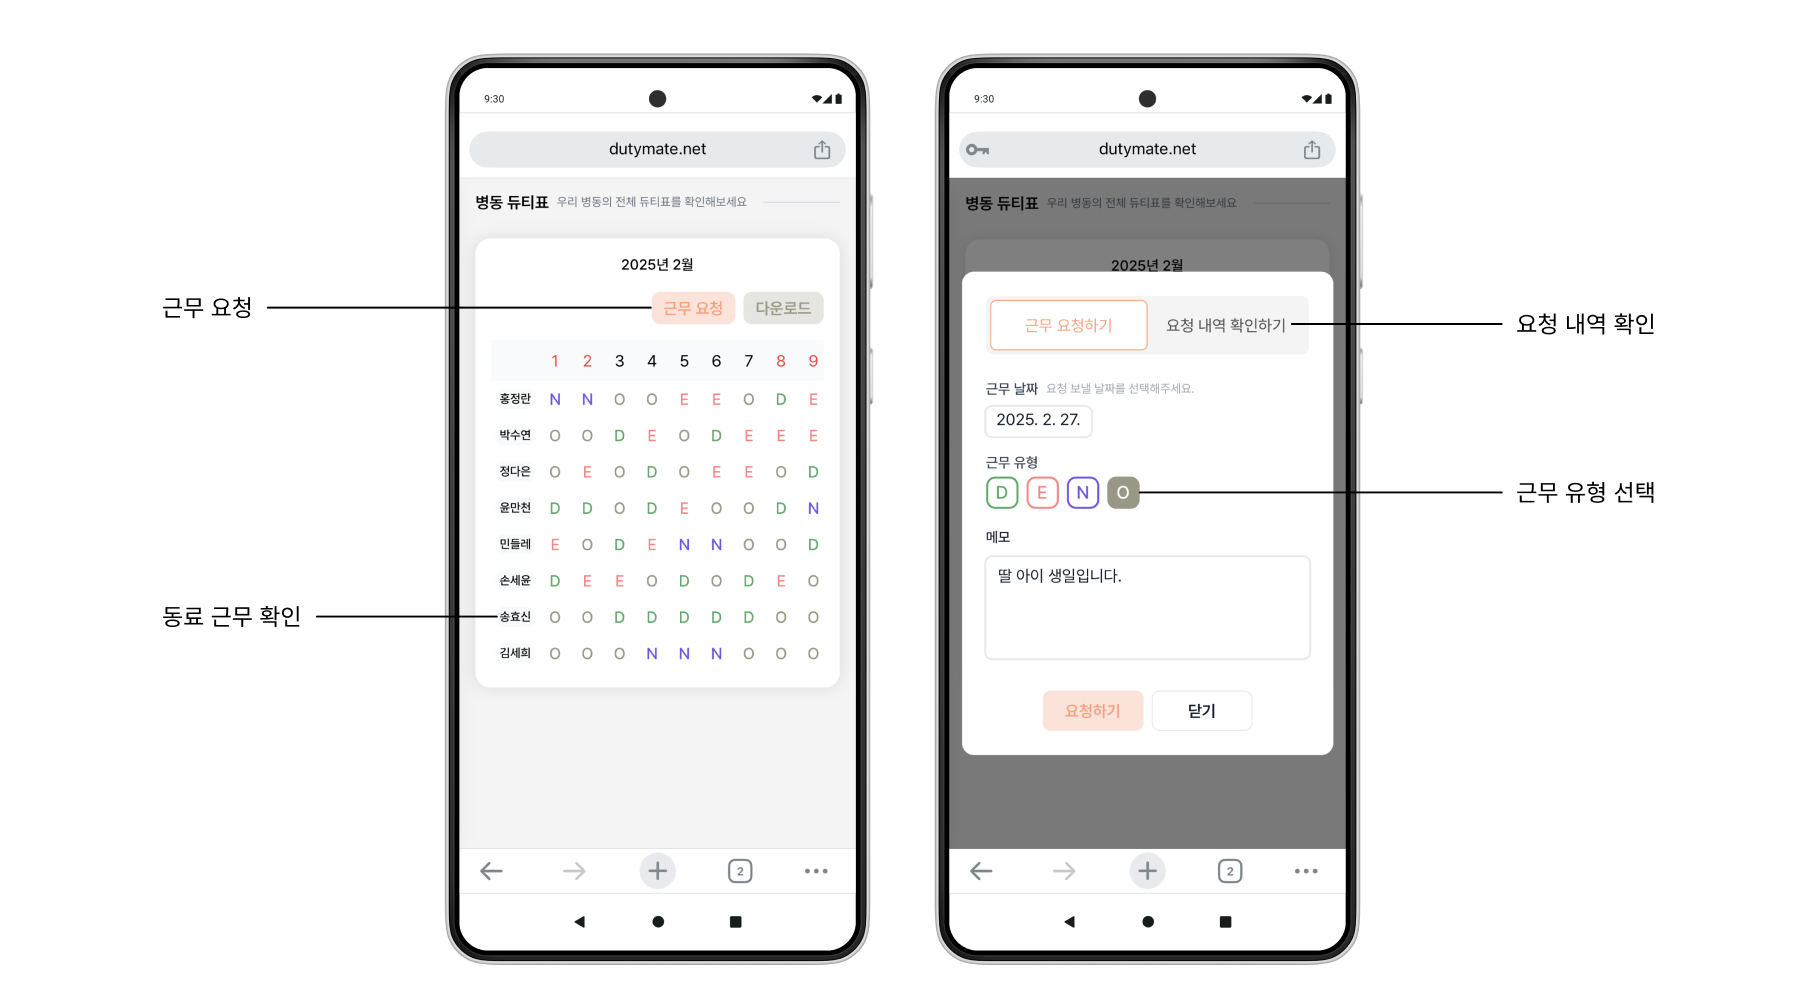 근무 요청
동료 근무 확인
9:30
dutymate.net
병동 듀티표 우리 병동의 전체 듀티표를 확인해보세요
2025년 2월
근무 요청 다운로드
1 2 3 4 5 6 7 8 9
홍정란 N N O O E E O D E
박수연 O O D E O D E E E
정다은 O E O D O E E O D
윤만천 D D O D E O O D N
민들레 E O D E N N O O D
손세윤 D E E O D O D E O
송효신 O O D D D D D O O
김세희 O O O N N N O O O
2
9:30
dutymate.net
병동 듀티표 우리 병동의 전체 듀티표를 확인해보세요
2025년 2월
근무 요청하기 요청 내역 확인하기
근무 날짜 요청 보낼 날짜를 선택해주세요.
2025. 2. 27.
근무 유형
D E N O
메모
딸 아이 생일입니다.
요청하기 닫기
2
요청 내역 확인
근무 유형 선택